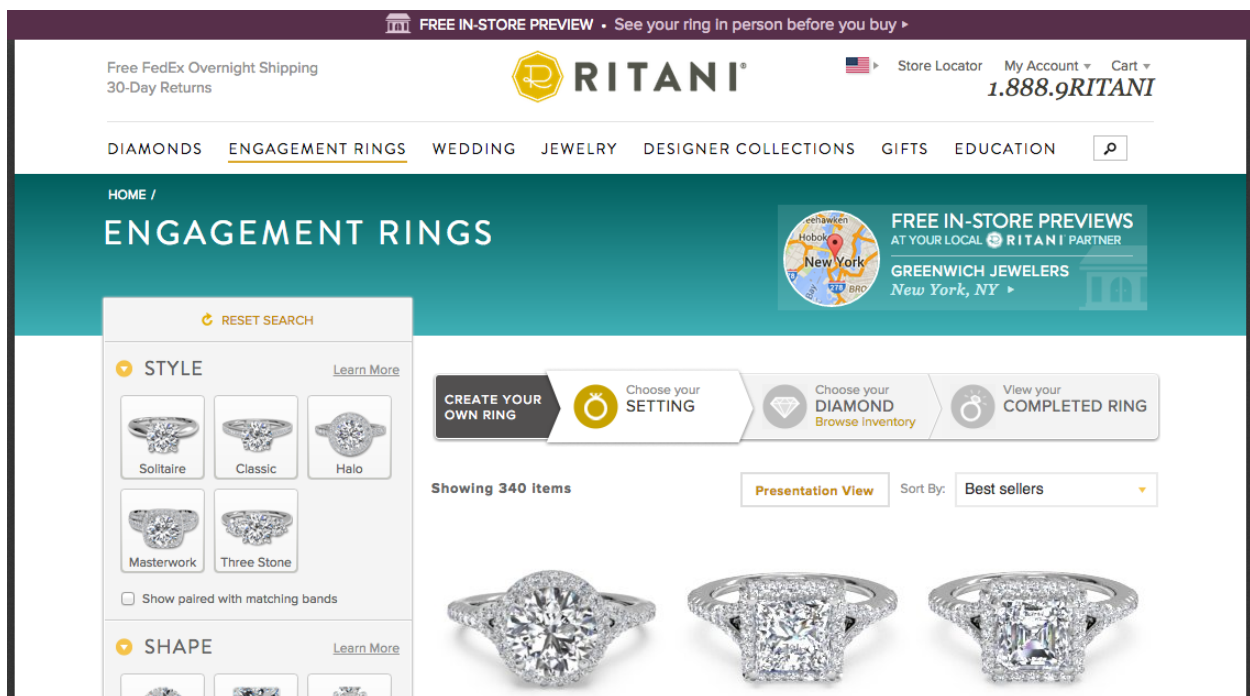 FREE IN-STORE PREVIEW • See your ring in person before you buy
Free FedEx Overnight Shipping
30-Day Returns
RITANI®
Store Locator My Account Cart
1.888.9RITANI
DIAMONDS ENGAGEMENT RINGS WEDDING JEWELRY DESIGNER COLLECTIONS GIFTS EDUCATION
HOME /
ENGAGEMENT RINGS
eehawken
Hobok
New York
Bay
278
BRO
FREE IN-STORE PREVIEWS
AT YOUR LOCAL RITANI PARTNER
GREENWICH JEWELERS
New York, NY
RESET SEARCH
STYLE Learn More
Solitaire Classic Halo
Masterwork Three Stone
Show paired with matching bands
SHAPE Learn More
CREATE YOUR
OWN RING
Choose your
SETTING
Choose your
DIAMOND
Browse Inventory
View your
COMPLETED RING
Showing 340 items
Presentation View Sort By: Best sellers